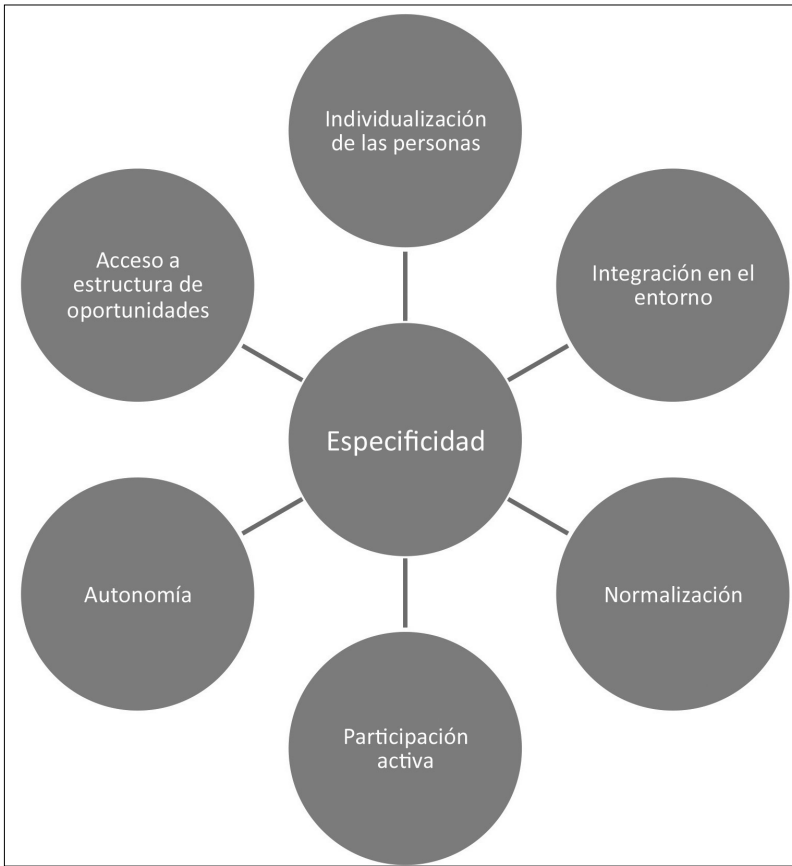 Individualización
de las personas
Acceso a
estructura de
oportunidades
Integración en el
entorno
Especificidad
Autonomía
Normalización
Participación
activa